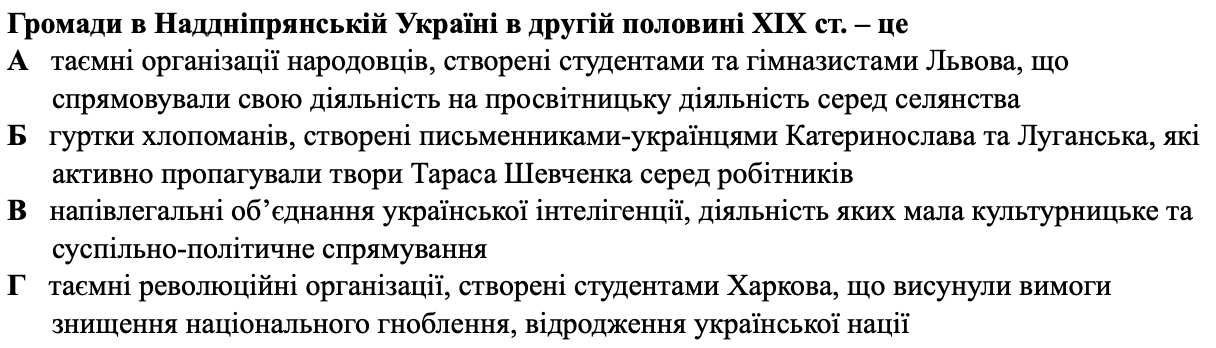 Громади в Наддніпрянській Україні в другій половині XIX ст. – це
А таємні організації народовців, створені студентами та гімназистами Львова, що
спрямовували свою діяльність на просвітницьку діяльність серед селянства
Б гуртки хлопоманів, створені письменниками-українцями Катеринослава та Луганська, які
активно пропагували твори Тараса Шевченка серед робітників
В напівлегальні об’єднання української інтелігенції, діяльність яких мала культурницьке та
суспільно-політичне спрямування
Г таємні революційні організації, створені студентами Харкова, що висунули вимоги
знищення національного гноблення, відродження української нації